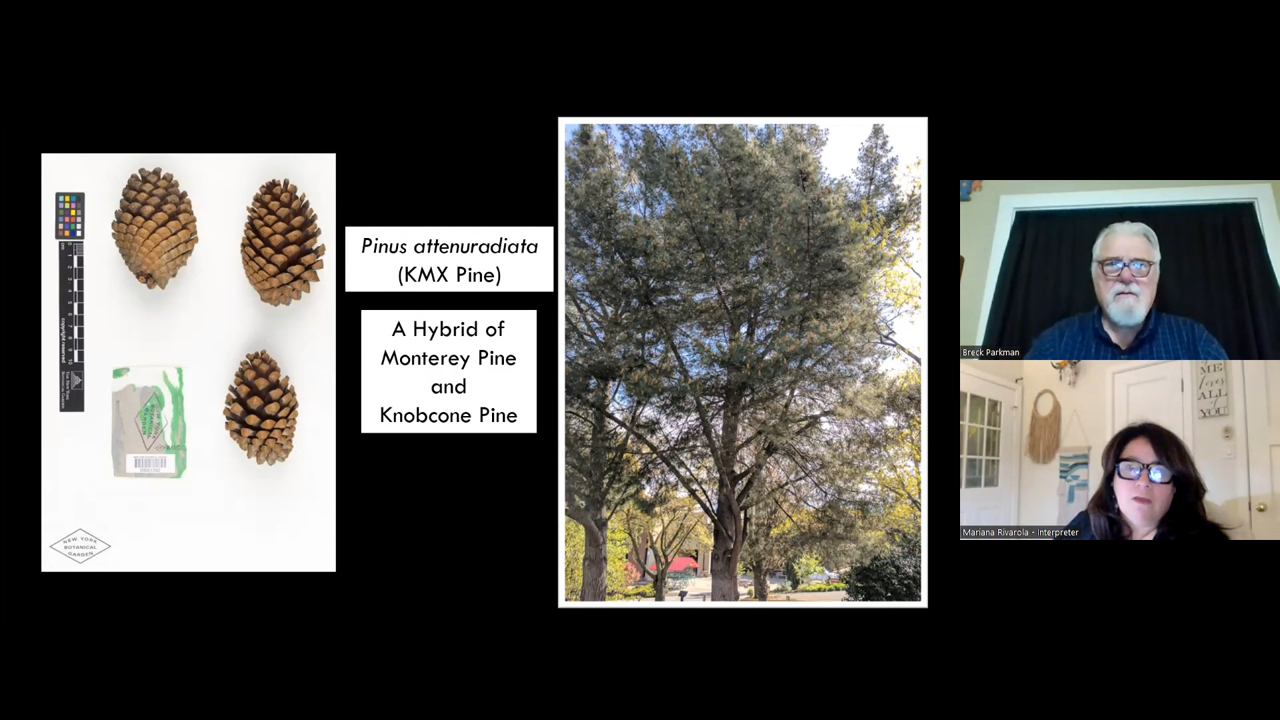 NEW YORK
BOTANICAL
GARDEN
Pinus attenuradiata
(KMX Pine)
A Hybrid of
Monterey Pine
and
Knobcone Pine
Breck Parkman
ME
ALL
of
YOU
Mariana Rivarola - Interpreter